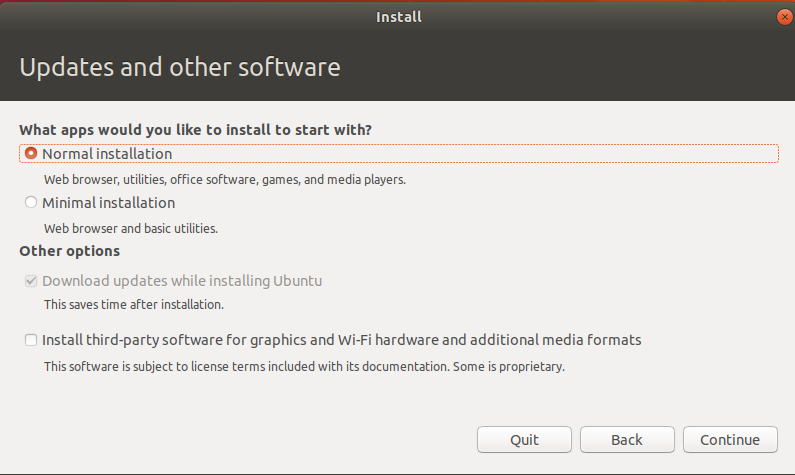 Install
Updates and other software
What apps would you like to install to start with?
Normal installation
Web browser, utilities, office software, games, and media players.
Minimal installation
Web browser and basic utilities.
Other options
Download updates while installing Ubuntu
This saves time after installation.
Install third-party software for graphics and Wi-Fi hardware and additional media formats
This software is subject to license terms included with its documentation. Some is proprietary.
Quit Back Continue